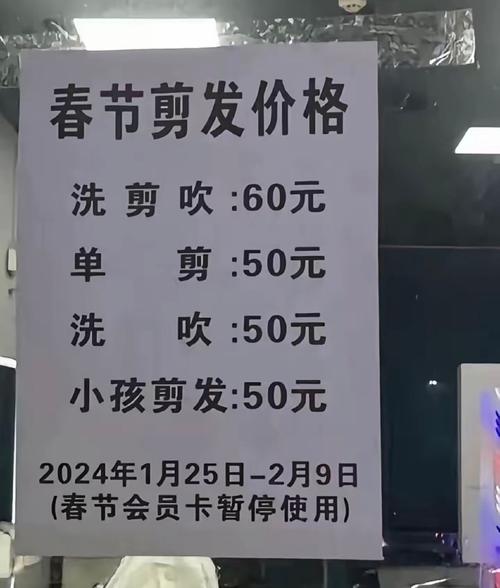 春节剪发价格
洗剪吹:60元
单剪:50元
洗吹:50元
小孩剪发:50元
2024年1月25日-2月9日
(春节会员卡暂停使用)